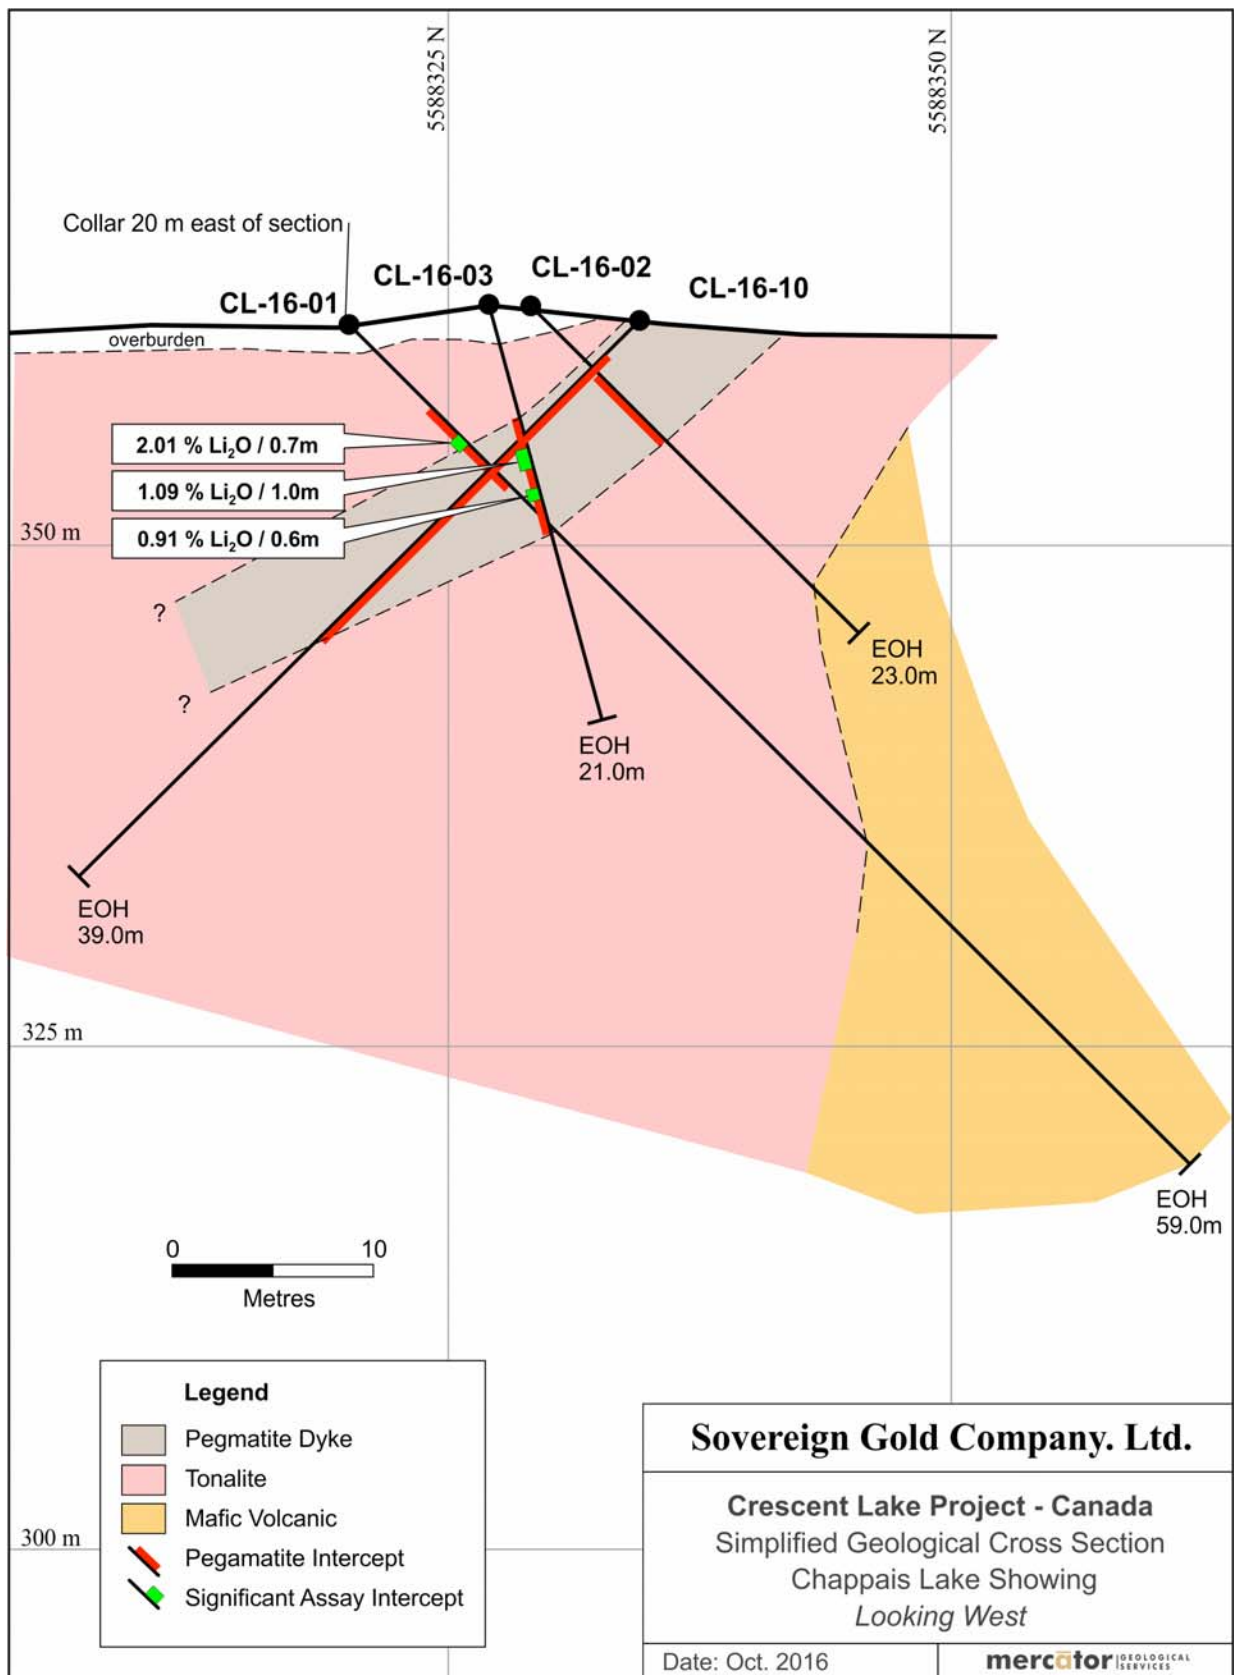 5588325 N
5588350 N
Collar 20 m east of section
CL-16-01
CL-16-03
CL-16-02
CL-16-10
overburden
2.01 % Li₂O / 0.7m
1.09 % Li₂O / 1.0m
0.91 % Li₂O / 0.6m
350 m
?
?
EOH
23.0m
EOH
21.0m
EOH
39.0m
325 m
EOH
59.0m
0 10
Metres
300 m
Legend
Pegmatite Dyke
Tonalite
Mafic Volcanic
Pegamatite Intercept
Significant Assay Intercept
Sovereign Gold Company. Ltd.
Crescent Lake Project - Canada
Simplified Geological Cross Section
Chappais Lake Showing
Looking West
Date: Oct. 2016
mercator GEOLOGICAL SERVICES